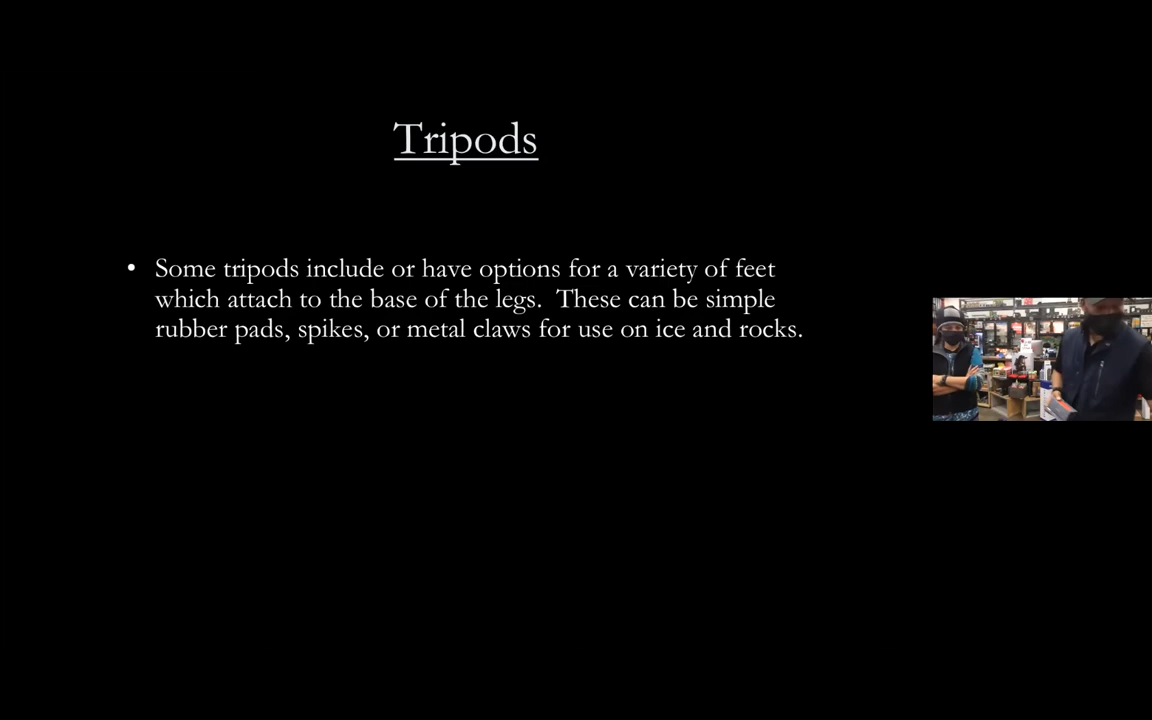 Tripods
• Some tripods include or have options for a variety of feet
which attach to the base of the legs.  These can be simple
rubber pads, spikes, or metal claws for use on ice and rocks.